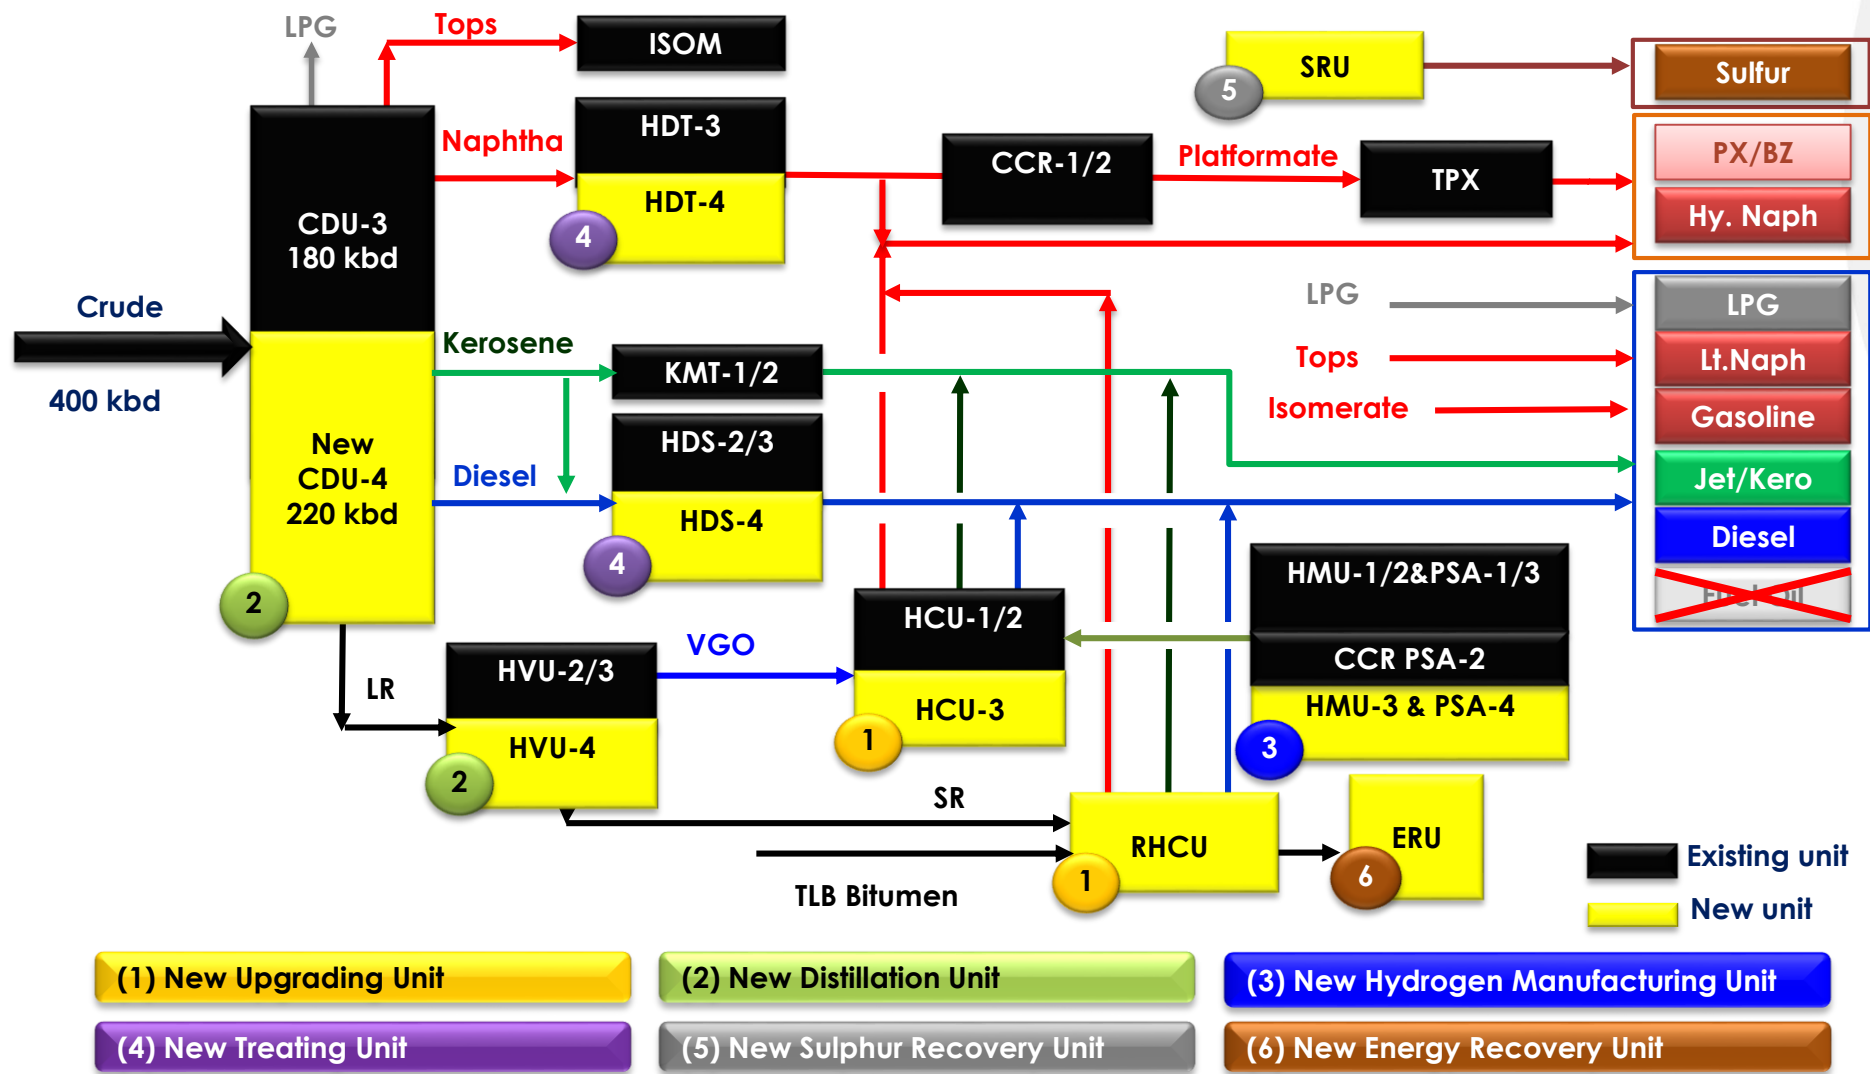 LPG
Tops
ISOM
SRU
5
Sulfur
HDT-3
Naphtha
HDT-4
4
CCR-1/2
Platformate
TPX
PX/BZ
Hy. Naph
CDU-3
180 kbd
Crude
400 kbd
New
CDU-4
220 kbd
2
Kerosene
KMT-1/2
HDS-2/3
Diesel
HDS-4
4
LPG
Tops
Isomerate
LPG
Lt.Naph
Gasoline
Jet/Kero
Diesel
HMU-1/2&PSA-1/3
CCR PSA-2
HMU-3 & PSA-4
3
HCU-1/2
HCU-3
1
VGO
LR
HVU-2/3
HVU-4
2
SR
TLB Bitumen
RHCU
1
ERU
6
Existing unit
New unit
(1) New Upgrading Unit
(2) New Distillation Unit
(3) New Hydrogen Manufacturing Unit
(4) New Treating Unit
(5) New Sulphur Recovery Unit
(6) New Energy Recovery Unit